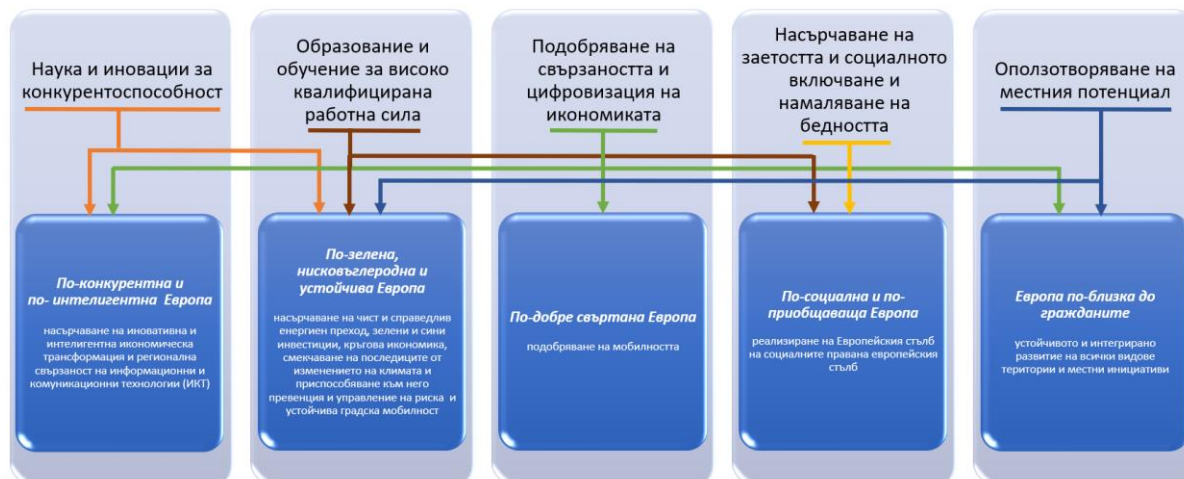 Наука и иновации за
конкурентоспособност
Образование и
обучение за високо
квалифицирана
работна сила
Подобряване на
свързаността и
цифровизация на
икономиката
Насърчаване на
заетостта и социалното
включване и
намаляване на
бедността
Оползотворяване на
местния потенциал
По-конкурентна и
по- интелигентна Европа
насърчаване на иновативна и
интелигентна икономическа
трансформация и регионална
свързаност на информационни и
комуникационни технологии (ИКТ)
По-зелена,
нисковъглеродна и
устойчива Европа
насърчаване на чист и справедлив
енергиен преход, зелени и сини
инвестиции, кръгова икономика,
смекчаване на последиците от
изменението на климата и
приспособяване към него
превенция и управление на риска и
устойчива градска мобилност
По-добре свъртана Европа
подобряване на мобилността
По-социална и по-
приобщаваща Европа
реализиране на Европейския стълб
на социалните правана европейския
стълб
Европа по-близка до
гражданите
устойчивото и интегрирано
развитие на всички видове
територии и местни инициативи